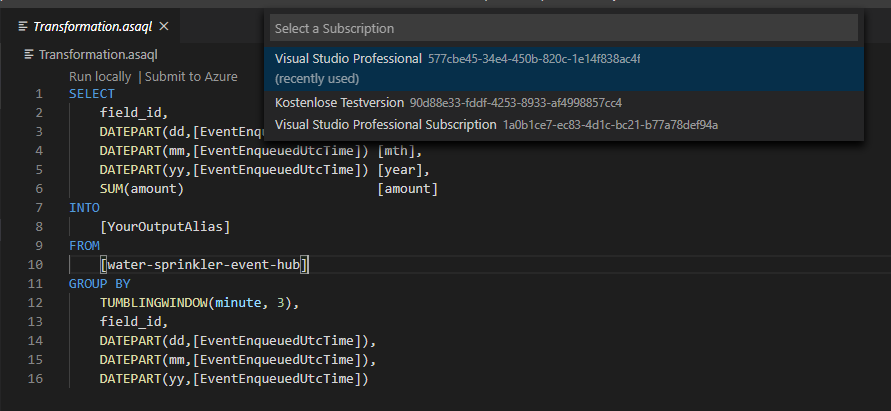 Transformation.asaql
Select a Subscription
Visual Studio Professional 577cbe45-34e4-450b-820c-1e14f838ac4f
(recently used)
Kostenlose Testversion 90d88e33-fddf-4253-8933-af4998857cc4
Visual Studio Professional Subscription 1a0b1ce7-ec83-4d1c-bc21-b77a78def94a
Transformation.asaql
Run locally | Submit to Azure
1 SELECT
2 field_id,
3 DATEPART(dd,[EventEnqu
4 DATEPART(mm,[EventEnqueuedUtcTime]) [mth],
5 DATEPART(yy,[EventEnqueuedUtcTime]) [year],
6 SUM(amount) [amount]
7 INTO
8 [YourOutputAlias]
9 FROM
10 [water-sprinkler-event-hub]
11 GROUP BY
12 TUMBLINGWINDOW(minute, 3),
13 field_id,
14 DATEPART(dd,[EventEnqueuedUtcTime]),
15 DATEPART(mm,[EventEnqueuedUtcTime]),
16 DATEPART(yy,[EventEnqueuedUtcTime])